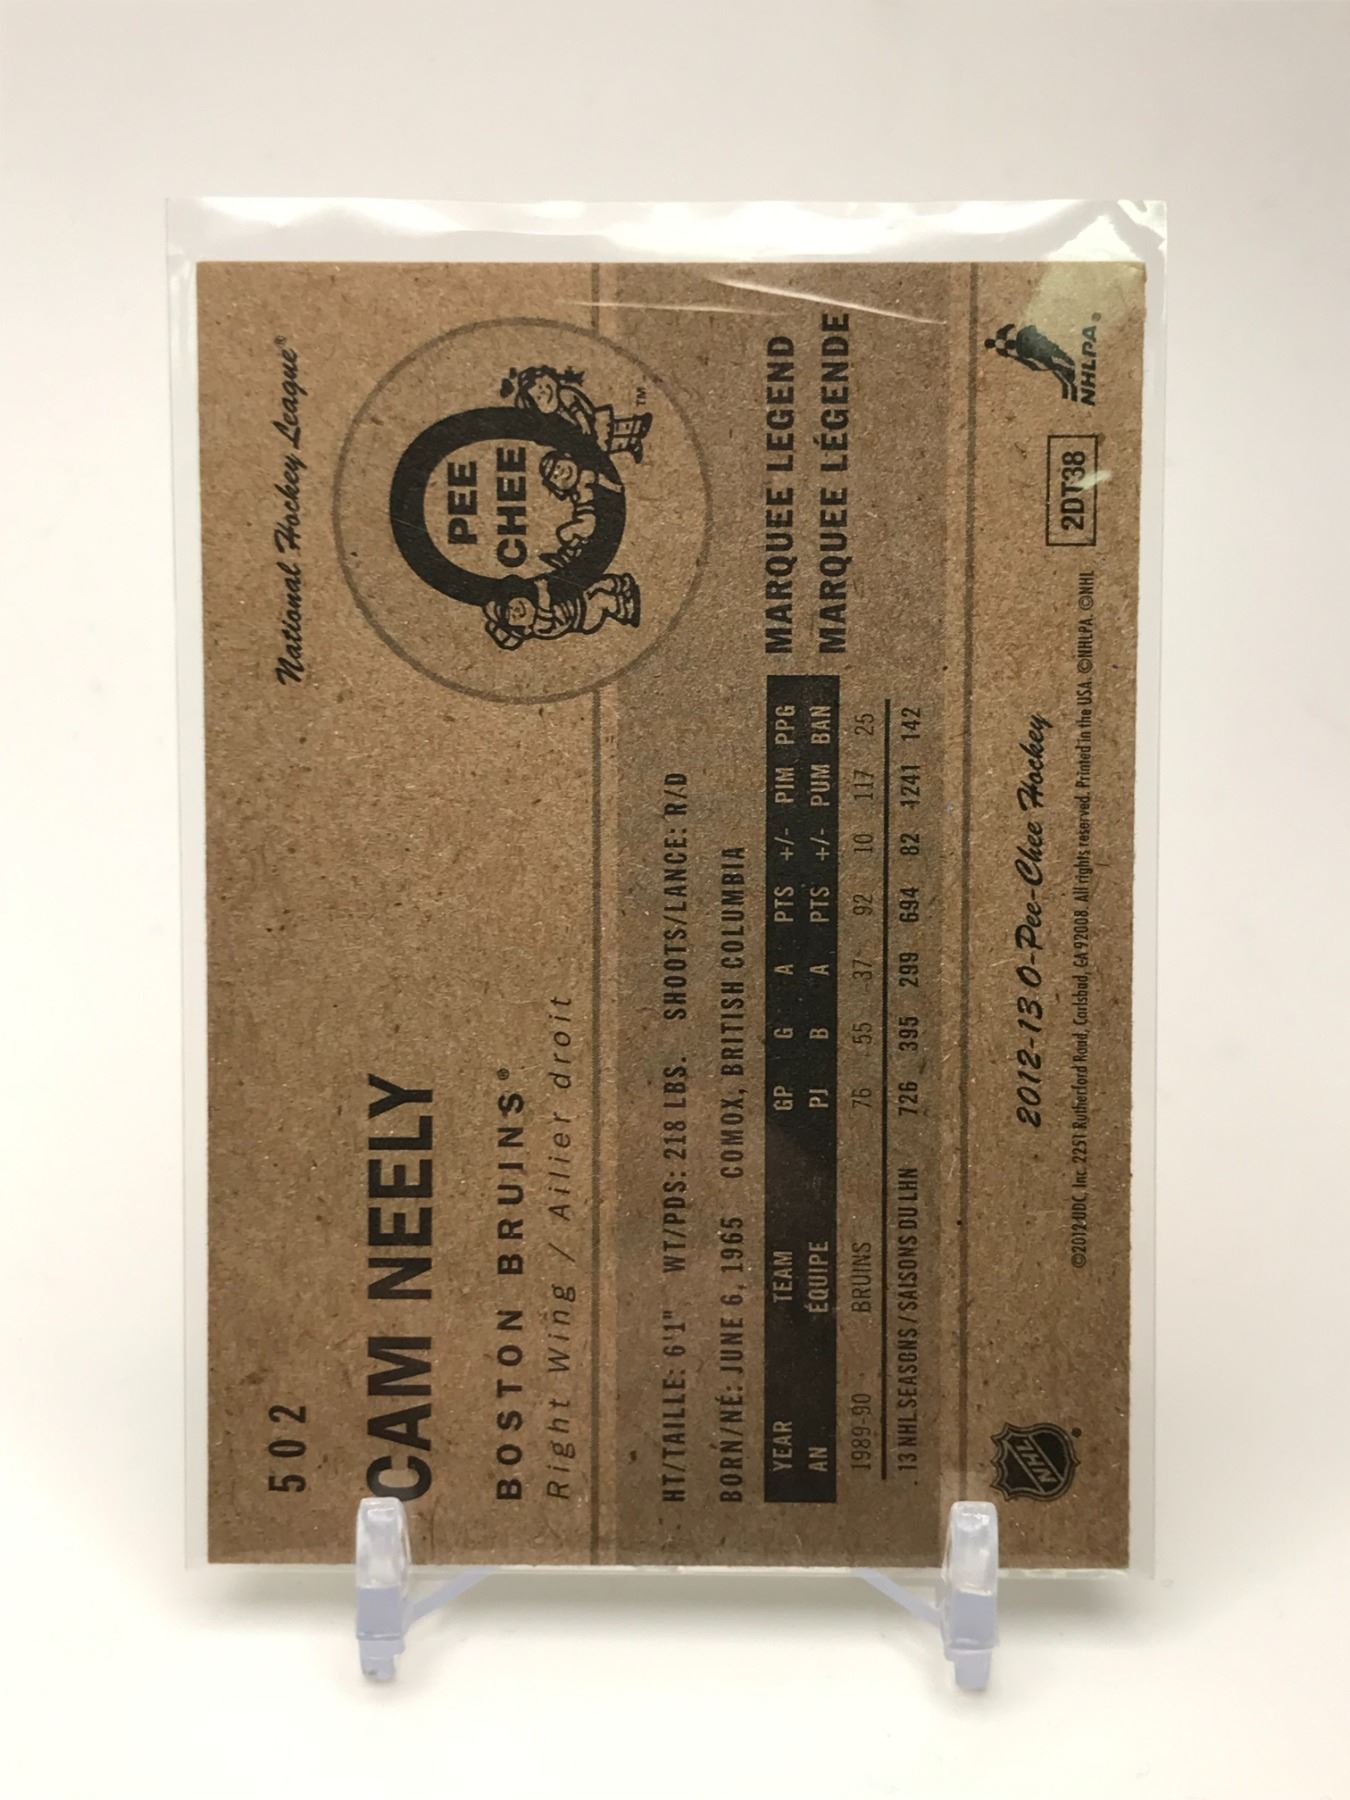 502
National Hockey League®
CAM NEELY
BOSTON BRUINS®
Right Wing / Ailier droit
PEE
CHEE
TM
HT/TAILLE: 6'1" WT/PDS: 218 LBS. SHOOTS/LANCE: R/D
BORN/NÉ: JUNE 6, 1965 COMOX, BRITISH COLUMBIA
YEAR TEAM GP G A PTS +/- PIM PPG
AN ÉQUIPE PJ B A PTS +/- PUM BAN
1989-90 BRUINS 76 55 37 92 10 117 25
13 NHL SEASONS / SAISONS DU LHN 726 395 299 694 82 1241 142
MARQUEE LEGEND
MARQUEE LÉGENDE
NHL®
2012-13 O-Pee-Chee Hockey
©2012 UDC, Inc. 2251 Rutherford Road, Carlsbad, CA 92008. All rights reserved. Printed in the USA. ©NHLPA. ©NHL
2DT38
NHLPA®